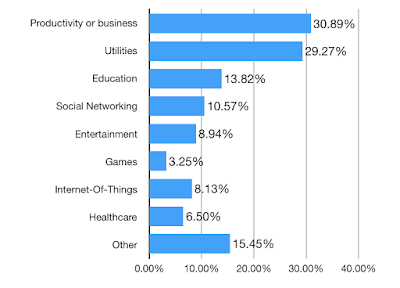 Productivity or business 30.89%
Utilities 29.27%
Education 13.82%
Social Networking 10.57%
Entertainment 8.94%
Games 3.25%
Internet-Of-Things 8.13%
Healthcare 6.50%
Other 15.45%
0.00% 10.00% 20.00% 30.00% 40.00%